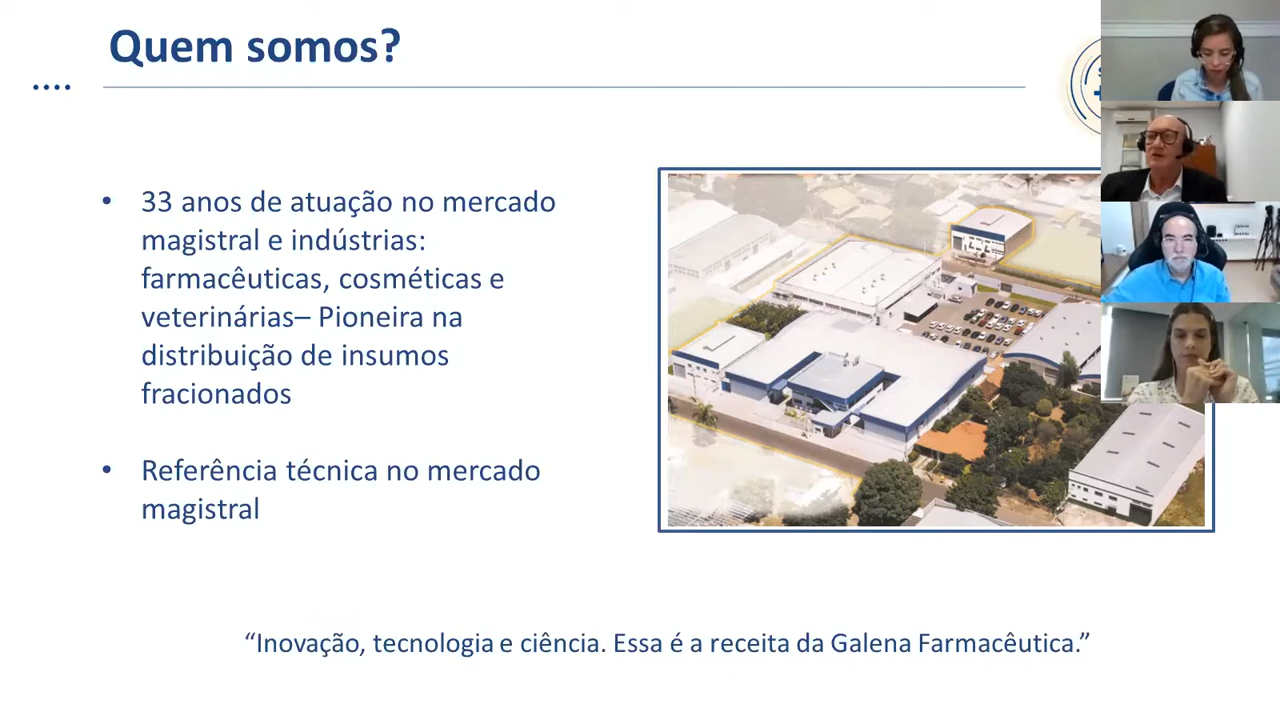 Quem somos?
• 33 anos de atuação no mercado
magistral e indústrias:
farmacêuticas, cosméticas e
veterinárias– Pioneira na
distribuição de insumos
fracionados
• Referência técnica no mercado
magistral
“Inovação, tecnologia e ciência. Essa é a receita da Galena Farmacêutica.”